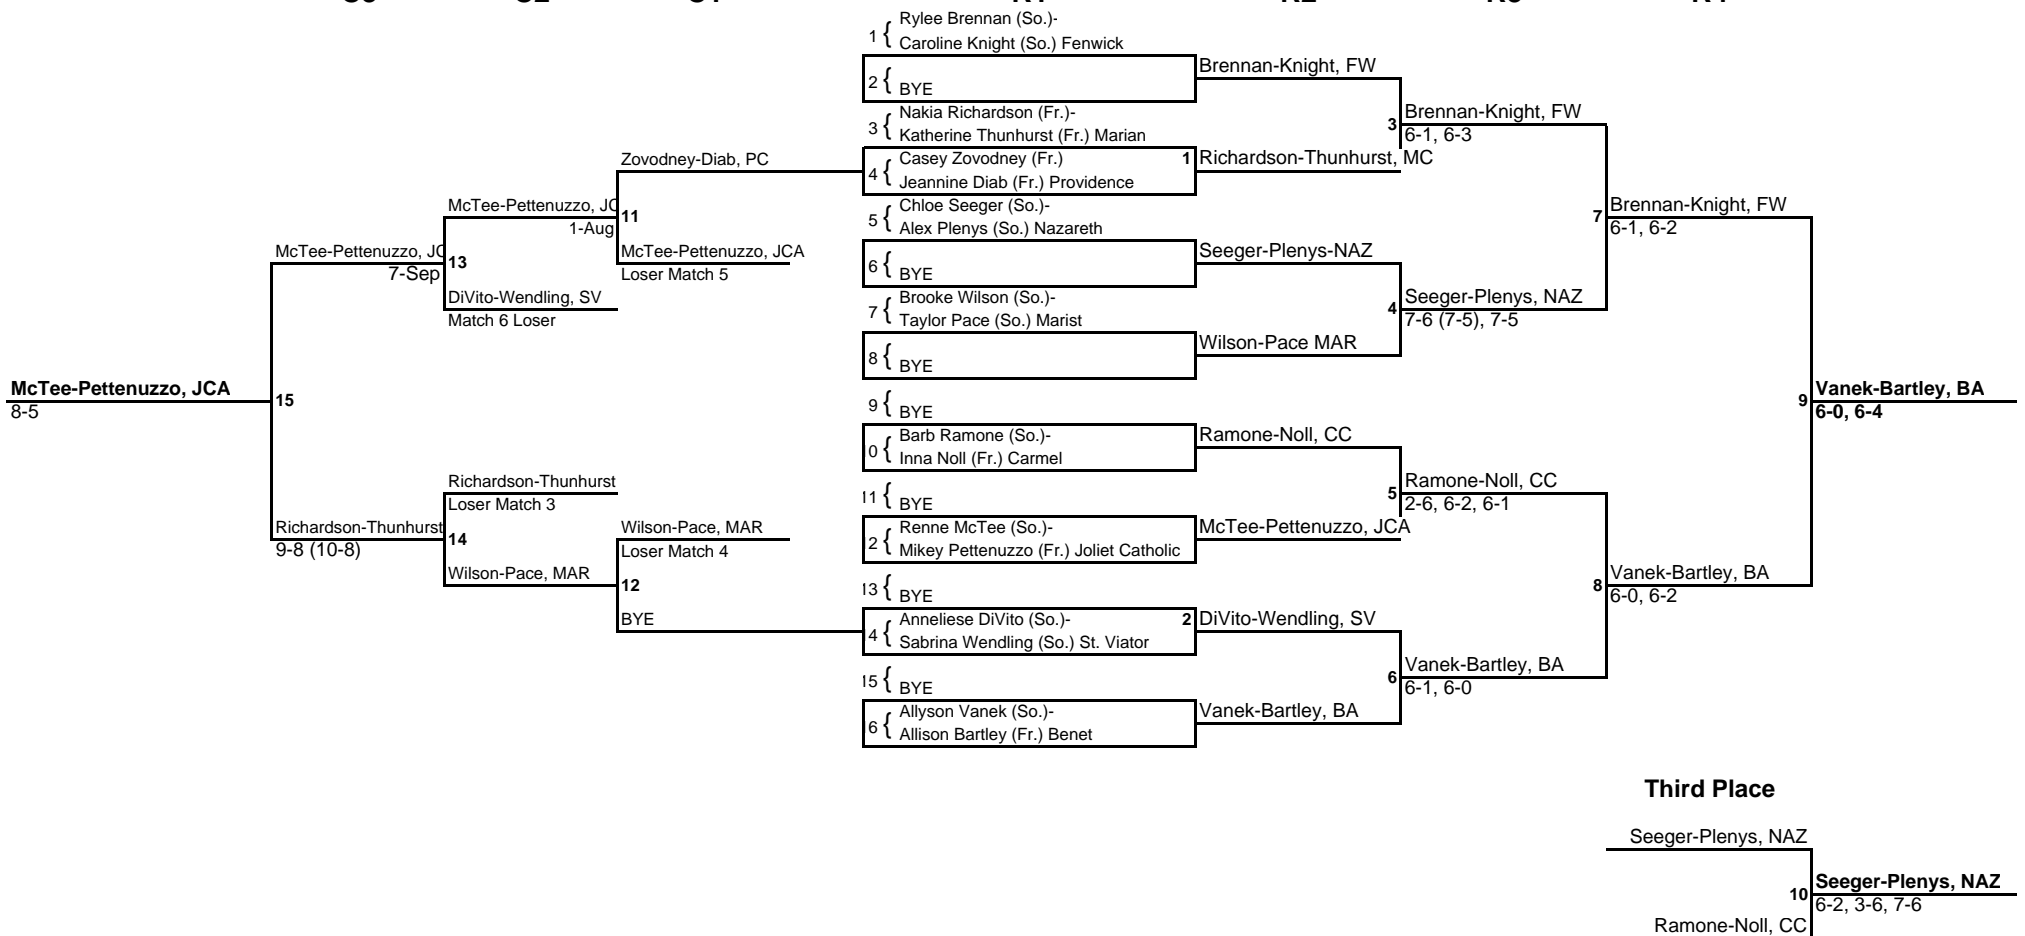 1 { Rylee Brennan (So.)-
Caroline Knight (So.) Fenwick
2 { BYE
Brennan-Knight, FW
3 { Nakia Richardson (Fr.)-
Katherine Thunhurst (Fr.) Marian
3 Brennan-Knight, FW
6-1, 6-3
Zovodney-Diab, PC
4 { Casey Zovodney (Fr.)
Jeannine Diab (Fr.) Providence
1 Richardson-Thunhurst, MC
McTee-Pettenuzzo, JC
1-Aug
11
5 { Chloe Seeger (So.)-
Alex Plenys (So.) Nazareth
7 Brennan-Knight, FW
6-1, 6-2
McTee-Pettenuzzo, JC
7-Sep
13
McTee-Pettenuzzo, JCA
Loser Match 5
6 { BYE
Seeger-Plenys-NAZ
DiVito-Wendling, SV
Match 6 Loser
7 { Brooke Wilson (So.)-
Taylor Pace (So.) Marist
4 Seeger-Plenys, NAZ
7-6 (7-5), 7-5
8 { BYE
Wilson-Pace MAR
McTee-Pettenuzzo, JCA
8-5
15
9 { BYE
9 Vanek-Bartley, BA
6-0, 6-4
0 { Barb Ramone (So.)-
Inna Noll (Fr.) Carmel
Ramone-Noll, CC
Richardson-Thunhurst
Loser Match 3
11 { BYE
5 Ramone-Noll, CC
2-6, 6-2, 6-1
Richardson-Thunhurst
9-8 (10-8)
14
Wilson-Pace, MAR
Loser Match 4
2 { Renne McTee (So.)-
Mikey Pettenuzzo (Fr.) Joliet Catholic
McTee-Pettenuzzo, JCA
Wilson-Pace, MAR
12
13 { BYE
8 Vanek-Bartley, BA
6-0, 6-2
BYE
4 { Anneliese DiVito (So.)-
Sabrina Wendling (So.) St. Viator
2 DiVito-Wendling, SV
15 { BYE
6 Vanek-Bartley, BA
6-1, 6-0
6 { Allyson Vanek (So.)-
Allison Bartley (Fr.) Benet
Vanek-Bartley, BA
Third Place
Seeger-Plenys, NAZ
10 Seeger-Plenys, NAZ
6-2, 3-6, 7-6
Ramone-Noll, CC